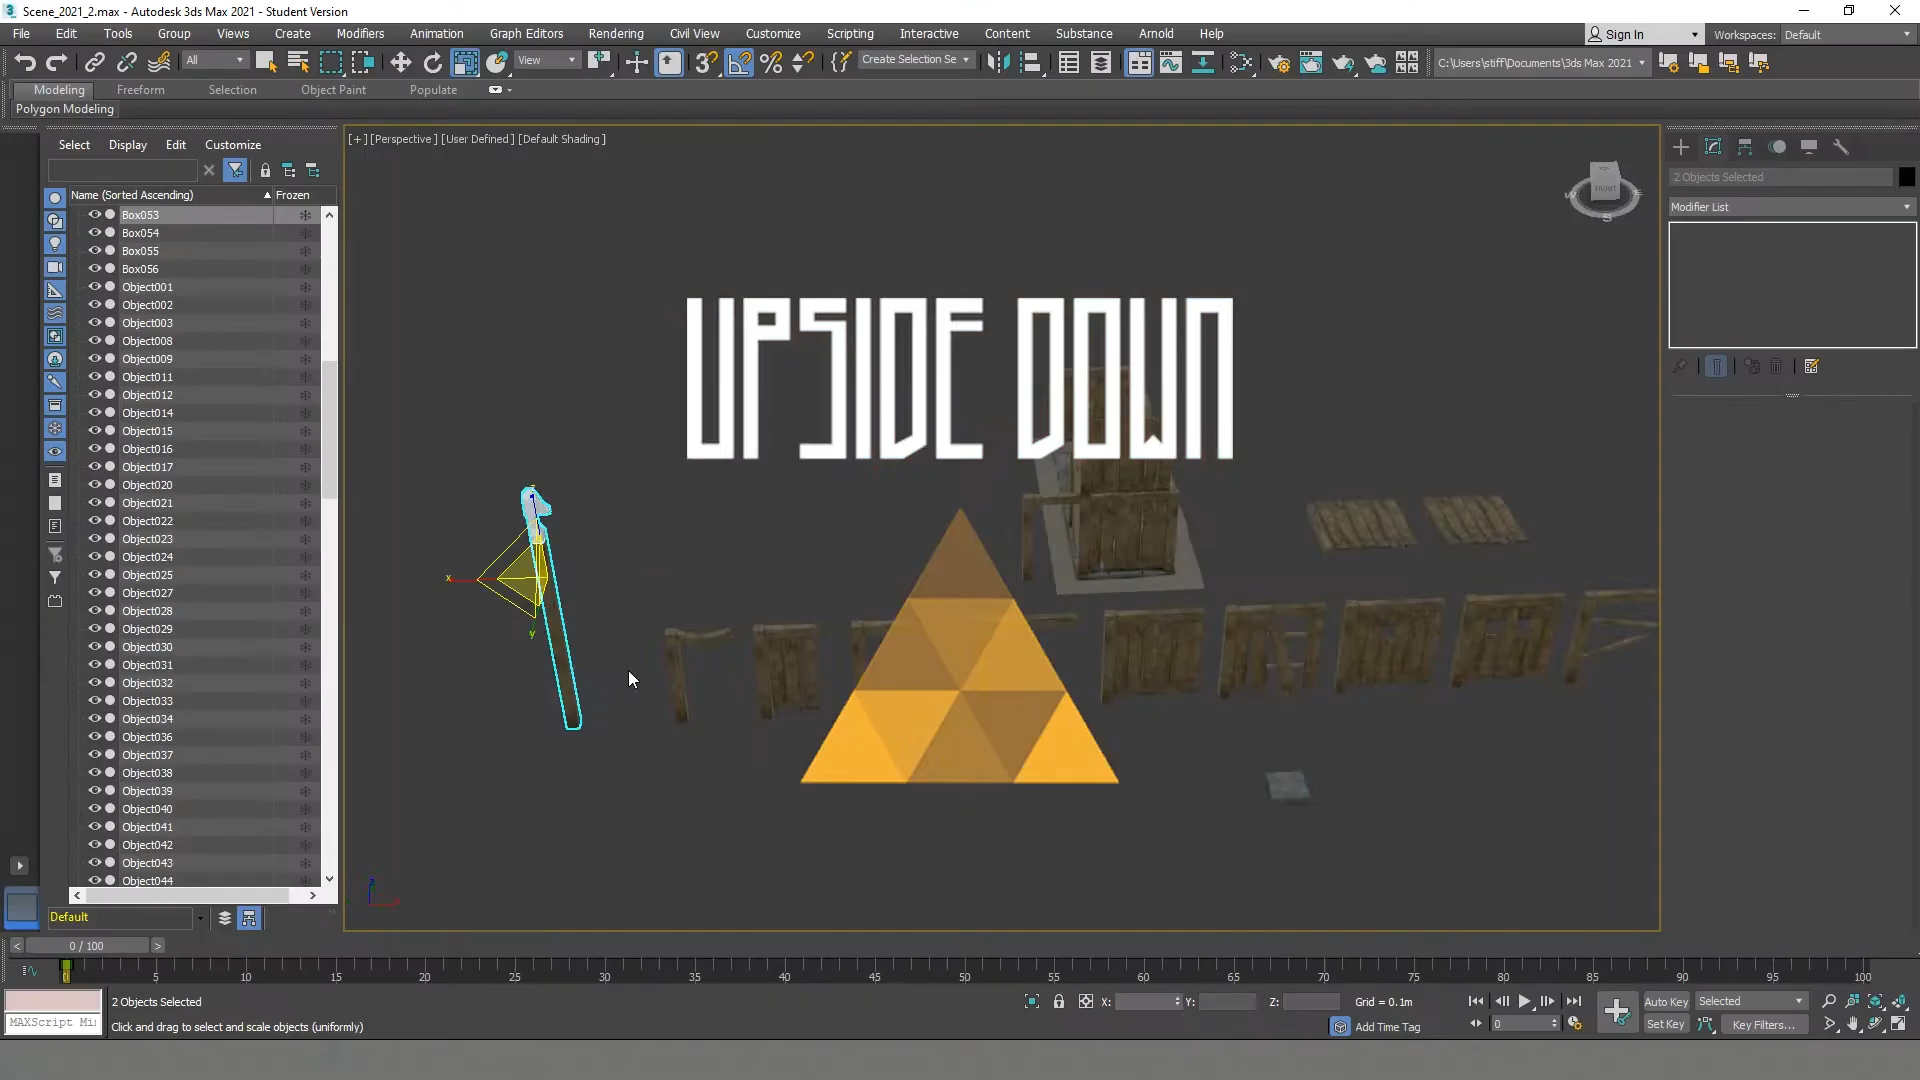 Scene_2021_2.max - Autodesk 3ds Max 2021 - Student Version
File Edit Tools Group Views Create Modifiers Animation Graph Editors Rendering Civil View Customize Scripting Interactive Content Substance Arnold Help Sign In Workspaces: Default
All View Create Selection Se C:\Users\stiff\Documents\3ds Max 2021
Modeling Freeform Selection Object Paint Populate
Polygon Modeling
Select Display Edit Customize
[+] [Perspective] [User Defined] [Default Shading]
2 Objects Selected
Name (Sorted Ascending) Frozen
Modifier List
FRONT
W
S
Box053
Box054
Box055
Box056
Object001
Object002
Object003
Object008
Object009
Object011
Object012
Object014
Object015
Object016
Object017
Object020
Object021
Object022
Object023
Object024
Object025
Object027
Object028
Object029
Object030
Object031
Object032
Object033
Object034
Object036
Object037
Object038
Object039
Object040
Object041
Object042
Object043
Object044
UPSIDE DOWN
x
y
z
Default
0 / 100
0 5 10 15 20 25 30 35 40 45 50 55 60 65 70 75 80 85 90 95 100
2 Objects Selected X: Y: Z: Grid = 0.1m Auto Key Selected
MAXScript Mi
Click and drag to select and scale objects (uniformly) Add Time Tag 0 Set Key Key Filters...